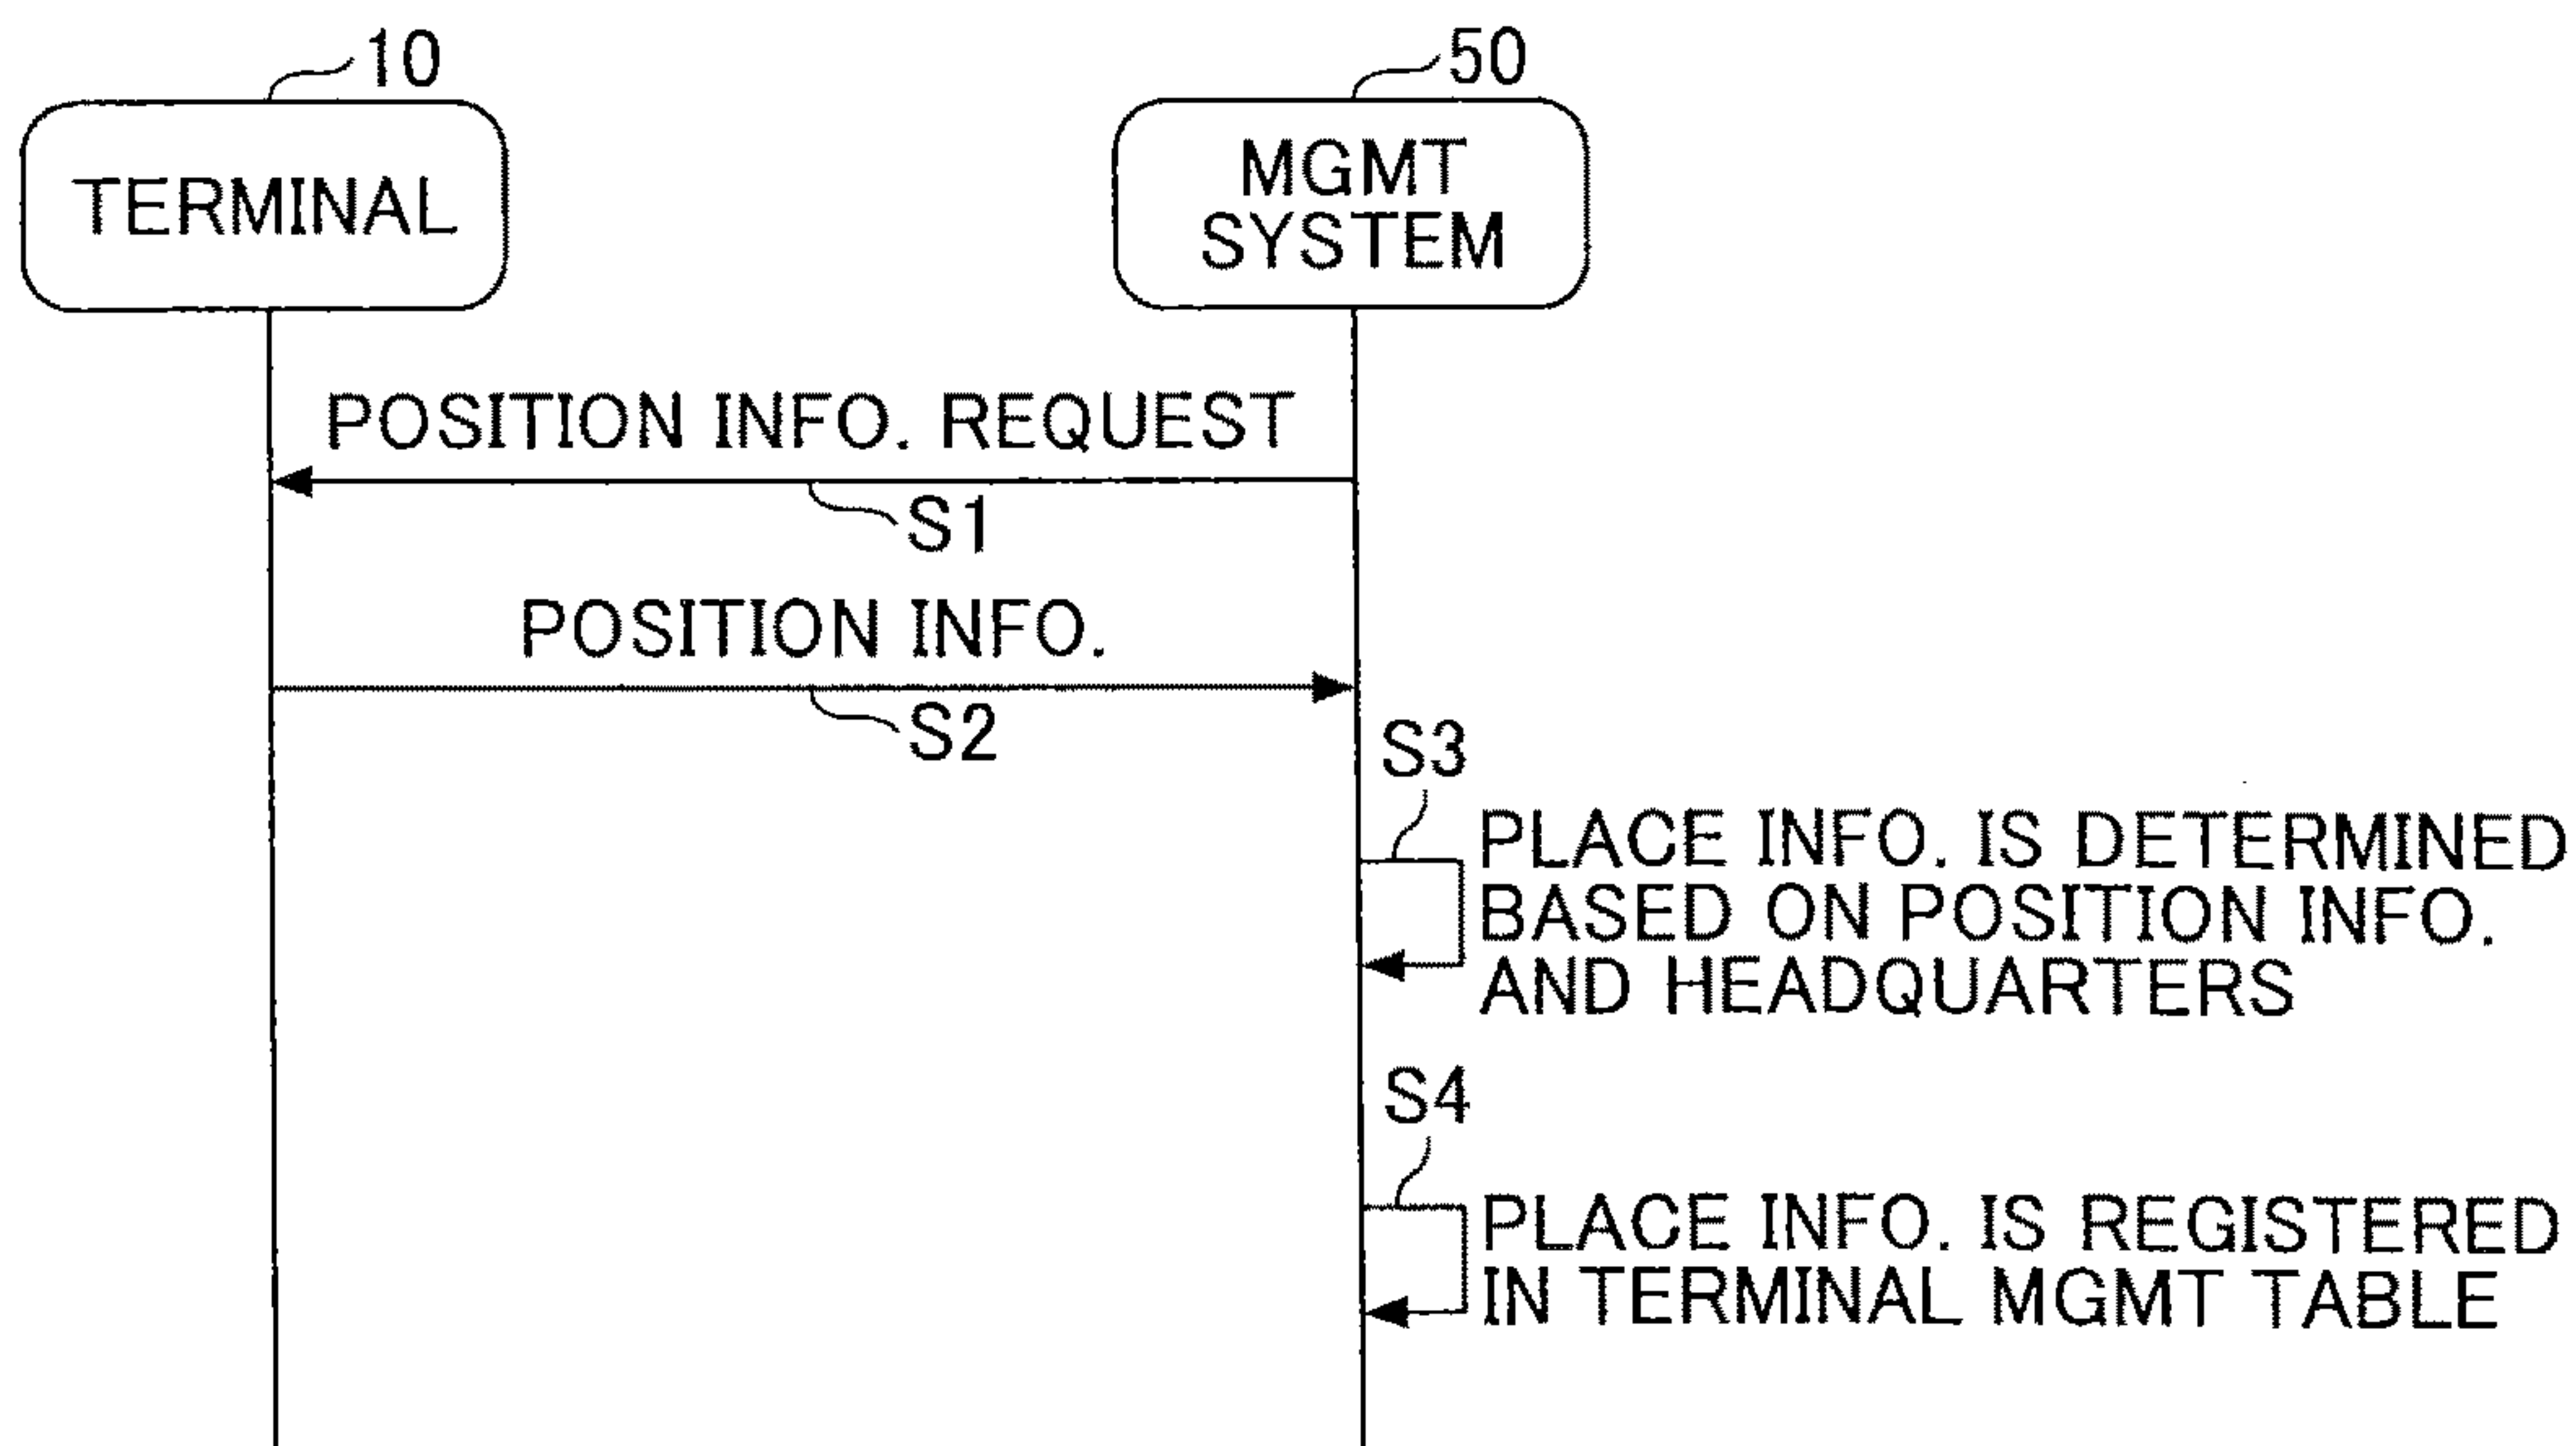 10
50
TERMINAL
MGMT
SYSTEM
POSITION INFO. REQUEST
S1
POSITION INFO.
S2
S3
PLACE INFO. IS DETERMINED
BASED ON POSITION INFO.
AND HEADQUARTERS
S4
PLACE INFO. IS REGISTERED
IN TERMINAL MGMT TABLE